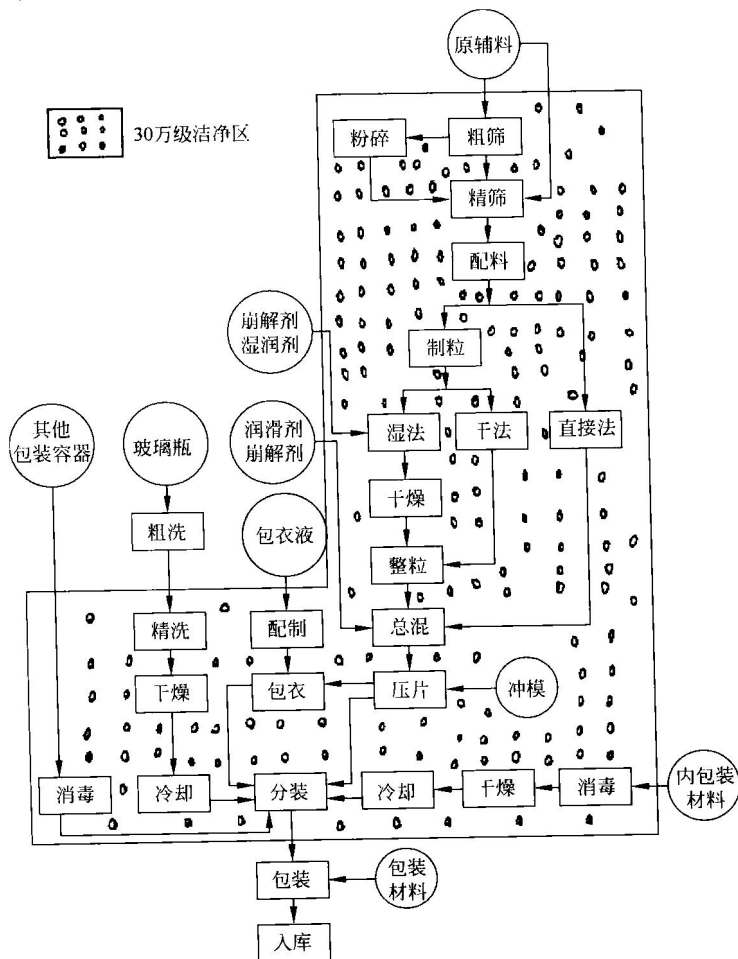 原辅料
30万级洁净区
粉碎
粗筛
精筛
配料
崩解剂
湿润剂
制粒
其他
包装容器
玻璃瓶
润滑剂
崩解剂
湿法
干法
直接法
粗洗
包衣液
干燥
整粒
精洗
配制
总混
干燥
包衣
压片
冲模
消毒
冷却
分装
冷却
干燥
消毒
内包装
材料
包装
包装
材料
入库